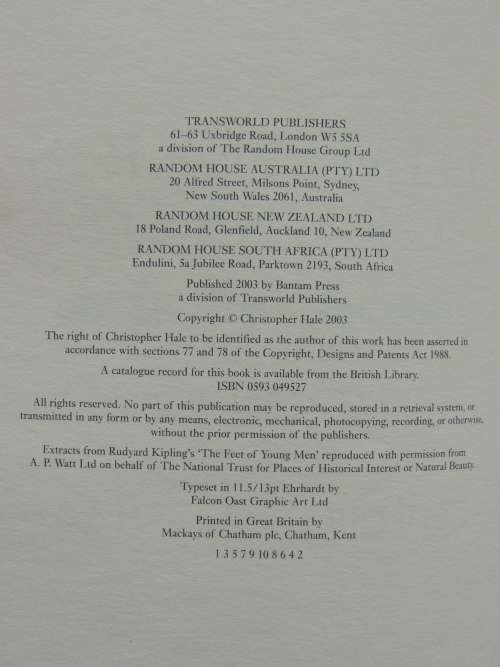 TRANSWORLD PUBLISHERS
61–63 Uxbridge Road, London W5 5SA
a division of The Random House Group Ltd
RANDOM HOUSE AUSTRALIA (PTY) LTD
20 Alfred Street, Milsons Point, Sydney,
New South Wales 2061, Australia
RANDOM HOUSE NEW ZEALAND LTD
18 Poland Road, Glenfield, Auckland 10, New Zealand
RANDOM HOUSE SOUTH AFRICA (PTY) LTD
Endulini, 5a Jubilee Road, Parktown 2193, South Africa
Published 2003 by Bantam Press
a division of Transworld Publishers
Copyright © Christopher Hale 2003
The right of Christopher Hale to be identified as the author of this work has been asserted in
accordance with sections 77 and 78 of the Copyright, Designs and Patents Act 1988.
A catalogue record for this book is available from the British Library.
ISBN 0593 049527
All rights reserved. No part of this publication may be reproduced, stored in a retrieval system, or
transmitted in any form or by any means, electronic, mechanical, photocopying, recording, or otherwise,
without the prior permission of the publishers.
Extracts from Rudyard Kipling's 'The Feet of Young Men' reproduced with permission from
A. P. Watt Ltd on behalf of The National Trust for Places of Historical Interest or Natural Beauty.
Typeset in 11.5/13pt Ehrhardt by
Falcon Oast Graphic Art Ltd
Printed in Great Britain by
Mackays of Chatham plc, Chatham, Kent
1 3 5 7 9 10 8 6 4 2